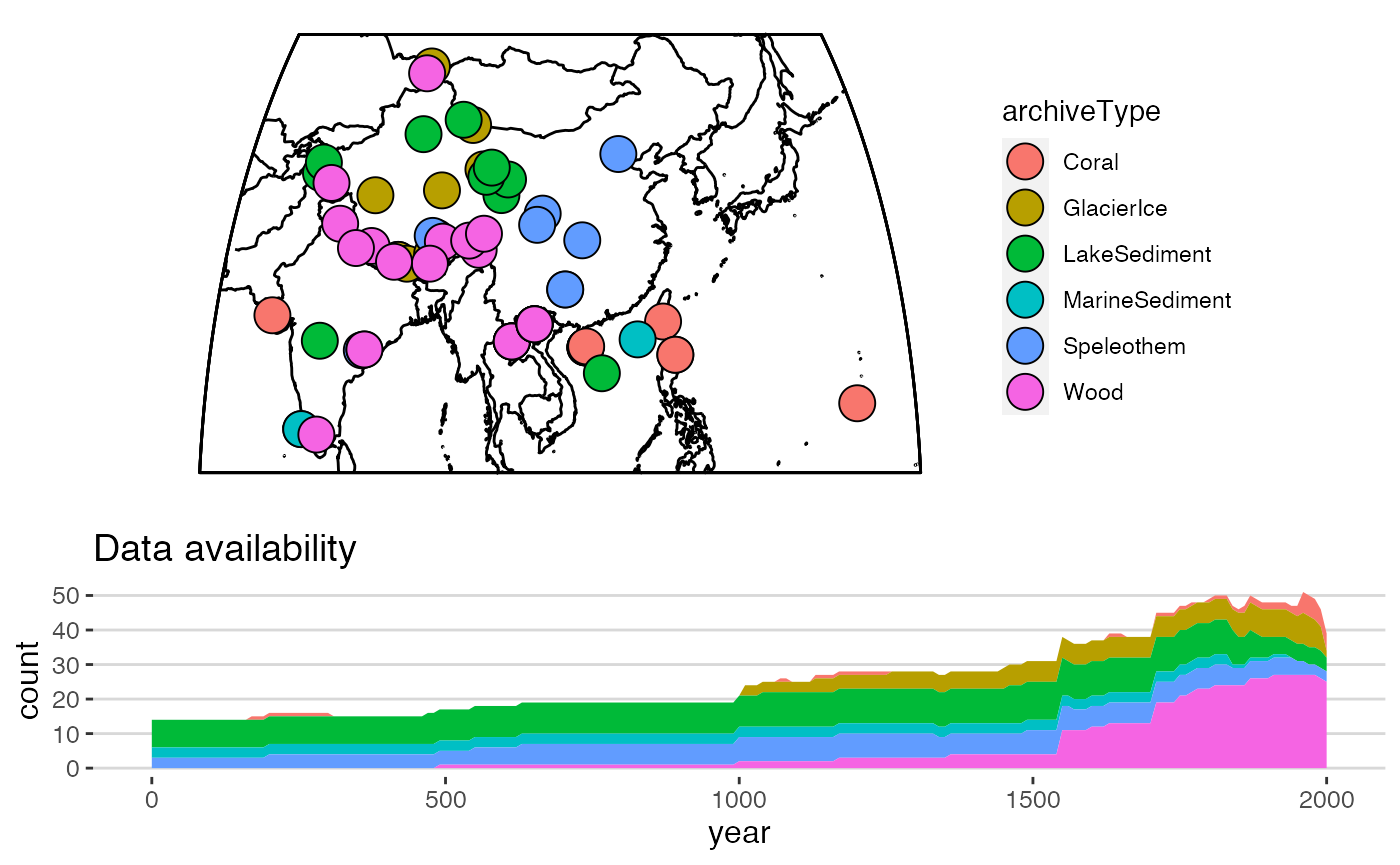 archiveType
Coral
GlacierIce
LakeSediment
MarineSediment
Speleothem
Wood
Data availability
50
40
30
20
10
0
count
0 500 1000 1500 2000
year